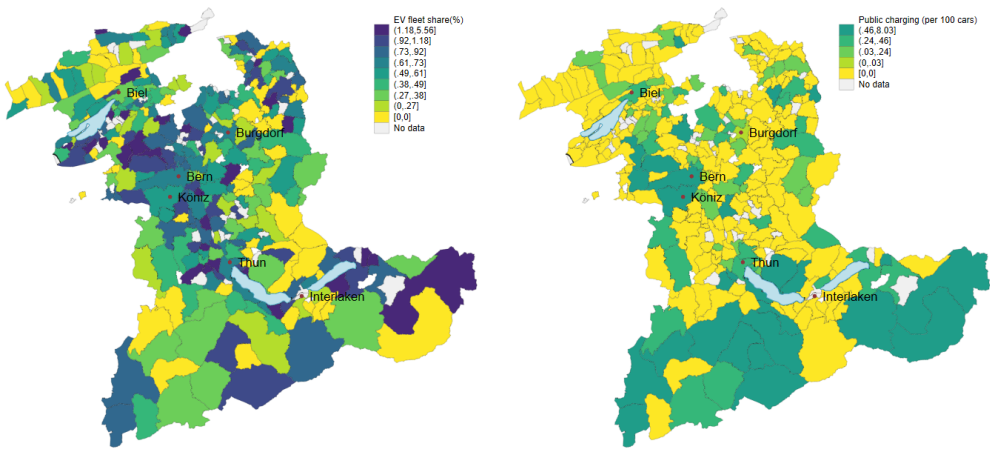 EV fleet share(%)
(1.18,5.56]
(.92,1.18]
(.73,.92]
(.61,.73]
(.49,.61]
(.38,.49]
(.27,.38]
(0,.27]
[0,0]
No data
Biel
Burgdorf
Bern
Köniz
Thun
Interlaken
Public charging (per 100 cars)
(.46,8.03]
(.24,.46]
(.03,.24]
(0,.03]
[0,0]
No data
Biel
Burgdorf
Bern
Köniz
Thun
Interlaken